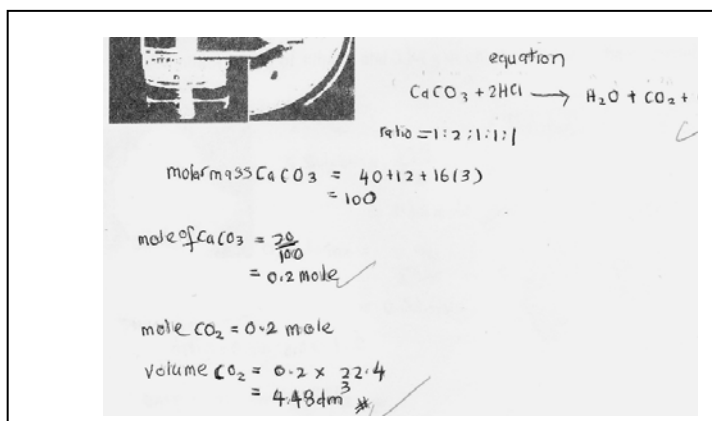 equation
CaCO₃ + 2HCl ⟶ H₂O + CO₂ +
ratio = 1 : 2 ; 1 : 1 : 1
molar mass CaCO₃ = 40 + 12 + 16 (3)
= 100
mole of CaCO₃ = 20/100
= 0.2 mole
mole CO₂ = 0.2 mole
volume CO₂ = 0.2 x 22.4
= 4.48 dm³ #